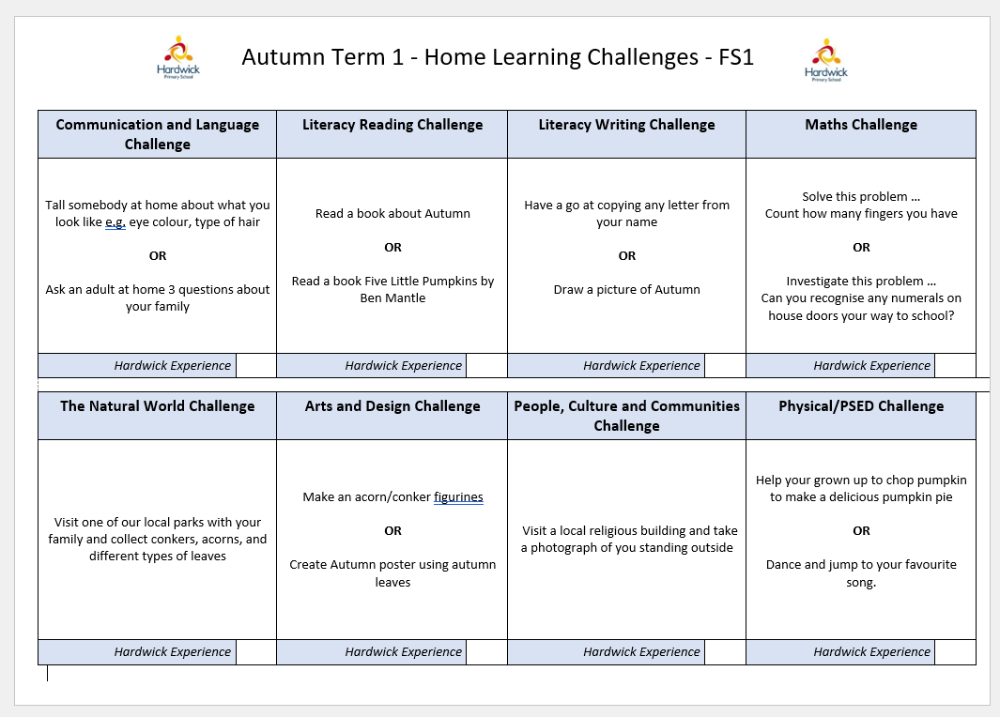 Hardwick
Primary School
Autumn Term 1 - Home Learning Challenges - FS1
Hardwick
Primary School
Communication and Language
Challenge
Literacy Reading Challenge
Literacy Writing Challenge
Maths Challenge
Tall somebody at home about what you
look like e.g. eye colour, type of hair
OR
Ask an adult at home 3 questions about
your family
Read a book about Autumn
OR
Read a book Five Little Pumpkins by
Ben Mantle
Have a go at copying any letter from
your name
OR
Draw a picture of Autumn
Solve this problem …
Count how many fingers you have
OR
Investigate this problem …
Can you recognise any numerals on
house doors your way to school?
Hardwick Experience
Hardwick Experience
Hardwick Experience
Hardwick Experience
The Natural World Challenge
Arts and Design Challenge
People, Culture and Communities
Challenge
Physical/PSED Challenge
Visit one of our local parks with your
family and collect conkers, acorns, and
different types of leaves
Make an acorn/conker figurines
OR
Create Autumn poster using autumn
leaves
Visit a local religious building and take
a photograph of you standing outside
Help your grown up to chop pumpkin
to make a delicious pumpkin pie
OR
Dance and jump to your favourite
song.
Hardwick Experience
Hardwick Experience
Hardwick Experience
Hardwick Experience